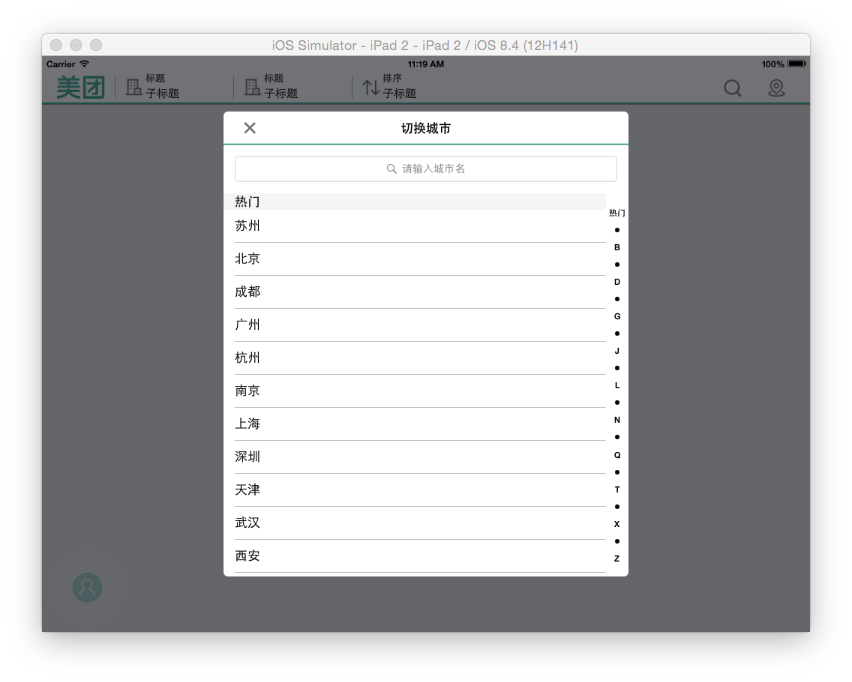 iOS Simulator - iPad 2 - iPad 2 / iOS 8.4 (12H141)
Carrier 11:19 AM 100%
美团 标题 标题 排序
子标题 子标题 子标题
切换城市
请输入城市名
热门
苏州
北京
成都
广州
杭州
南京
上海
深圳
天津
武汉
西安
热门
B
D
G
J
L
N
Q
T
X
Z